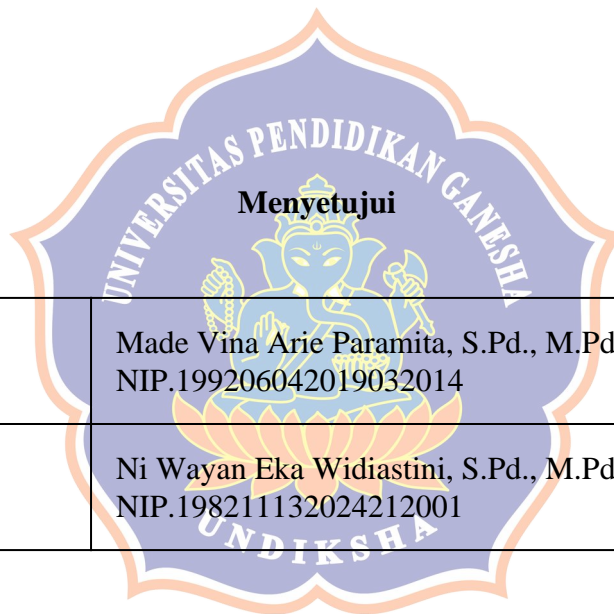 UNIVERSITAS PENDIDIKAN GANESHA
Menyetujui
Made Vina Arie Paramita, S.Pd., M.Pd
NIP.199206042019032014
Ni Wayan Eka Widiastini, S.Pd., M.Pd
NIP.198211132024212001
UNDIKSHA